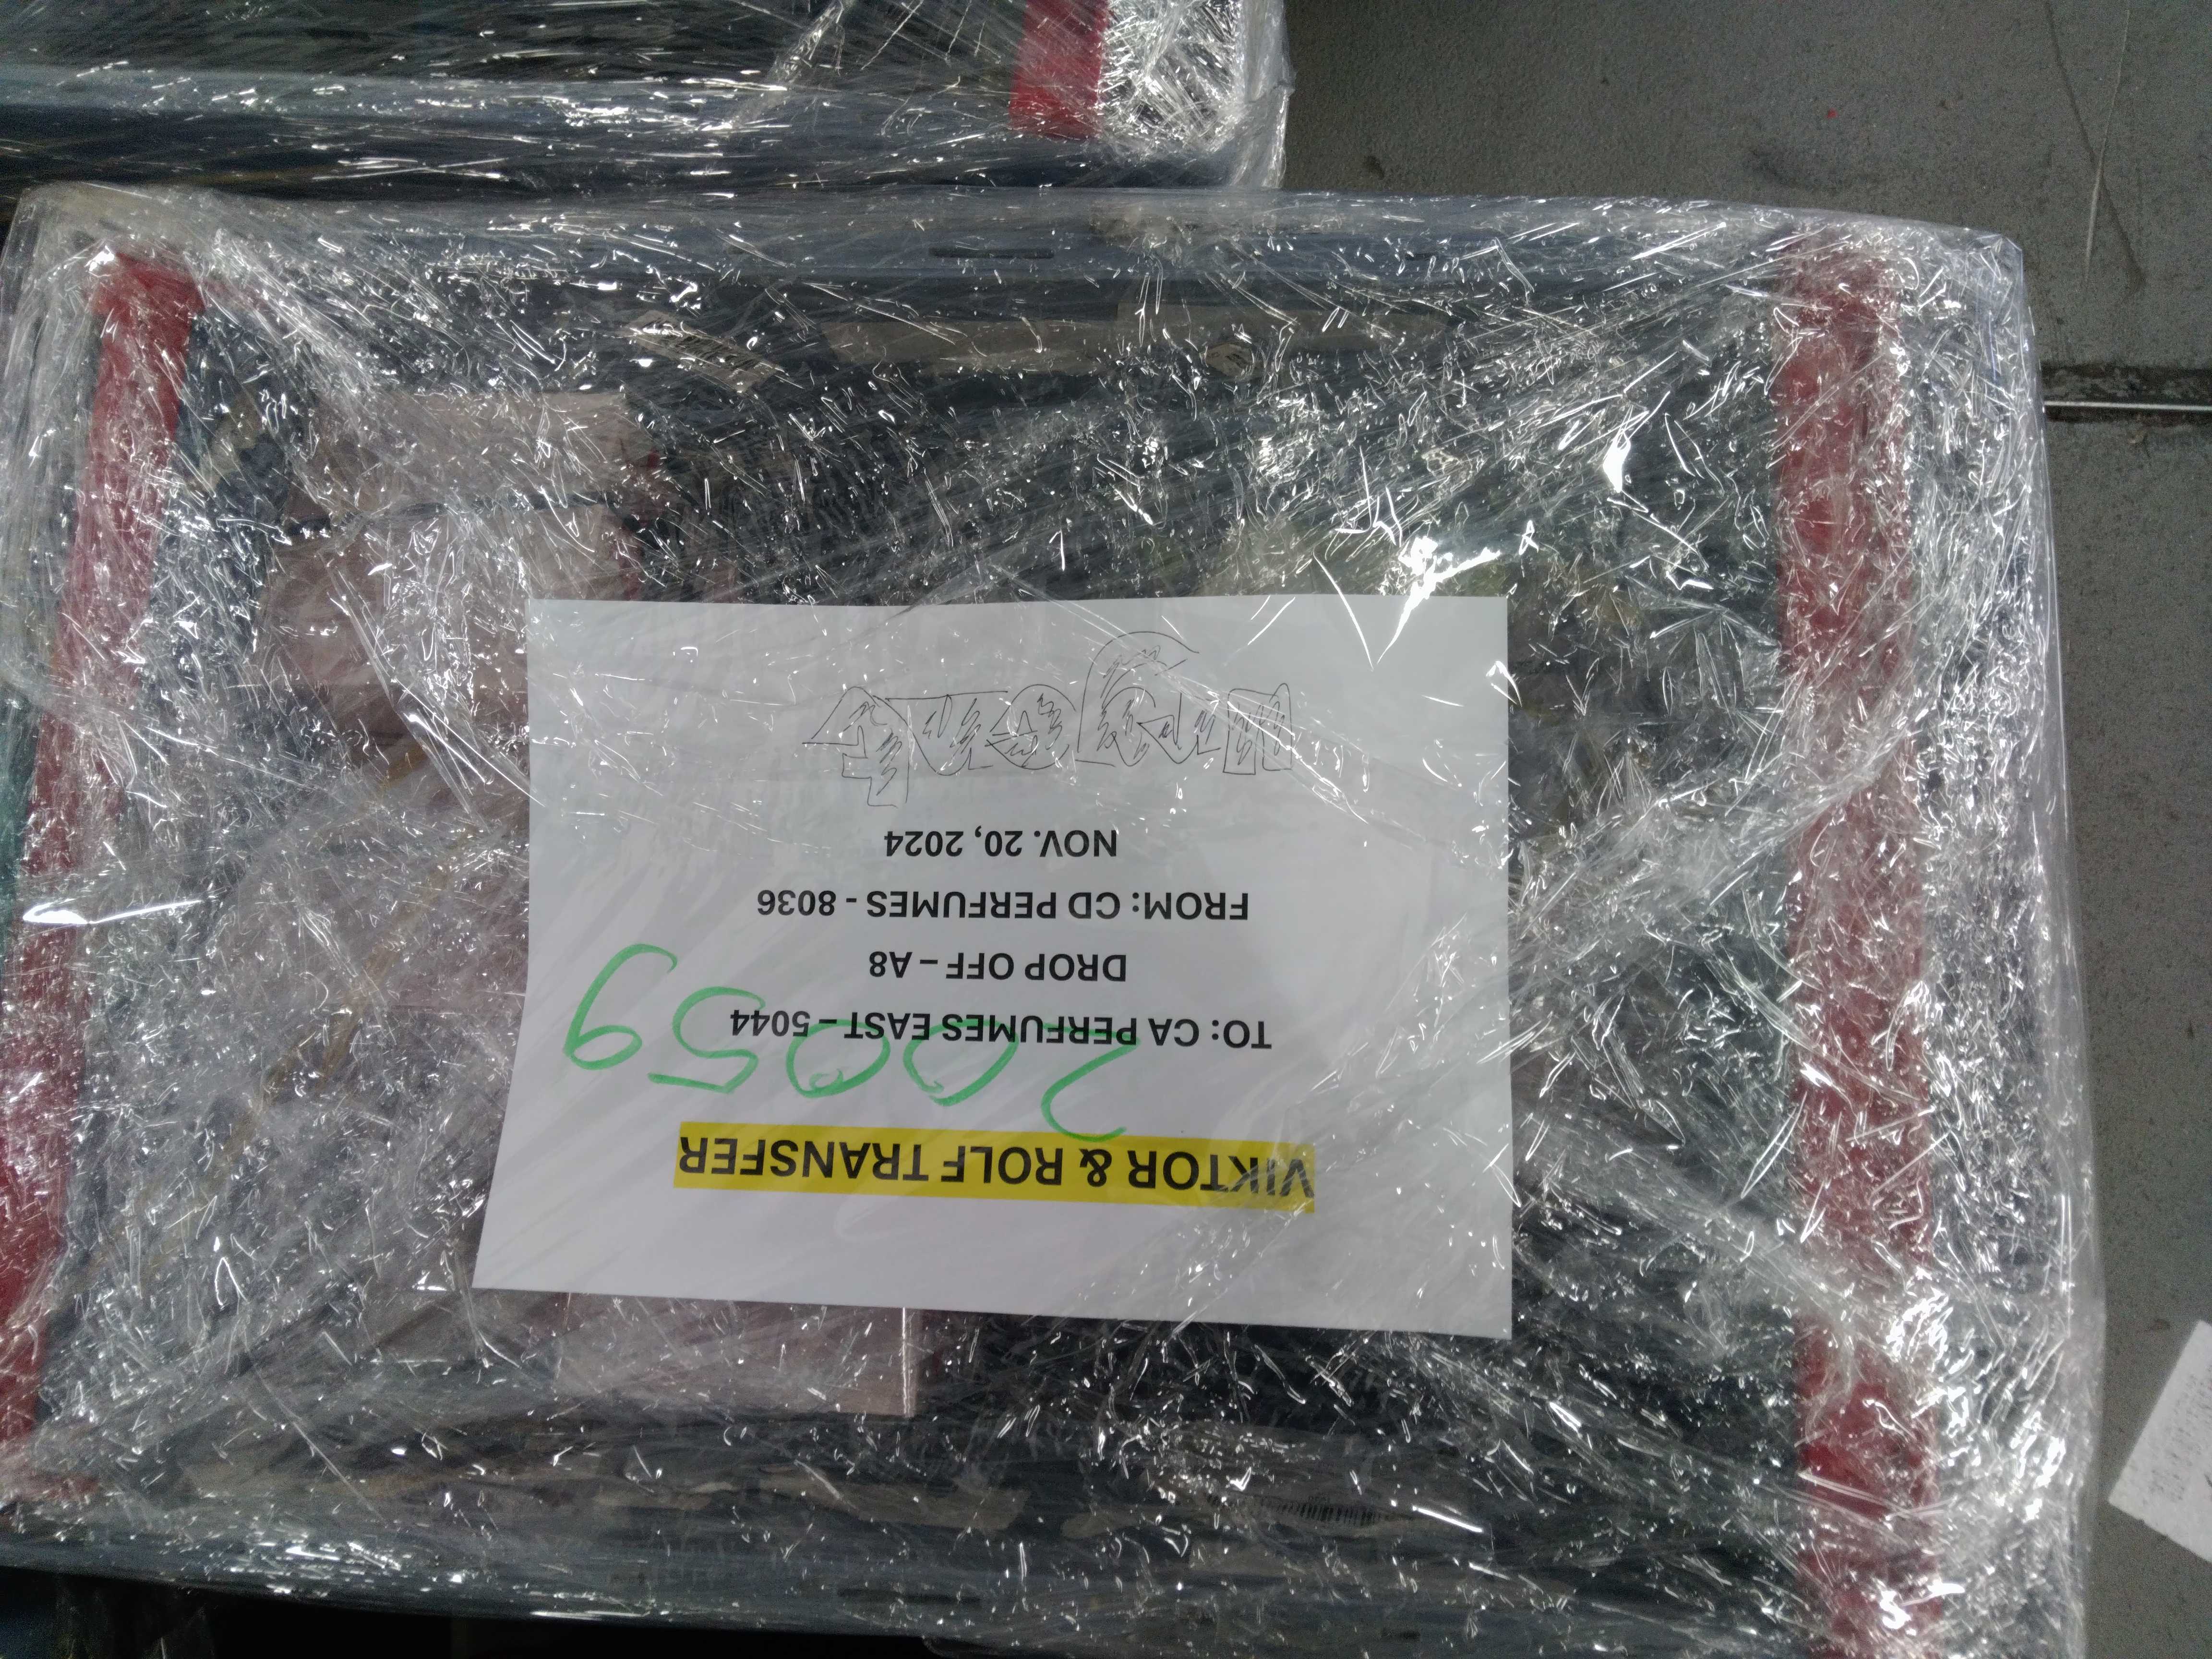 VIKTOR & ROLF TRANSFER
20059
TO: CA PERFUMES EAST – 5044
DROP OFF – A8
FROM: CD PERFUMES - 8036
NOV. 20, 2024